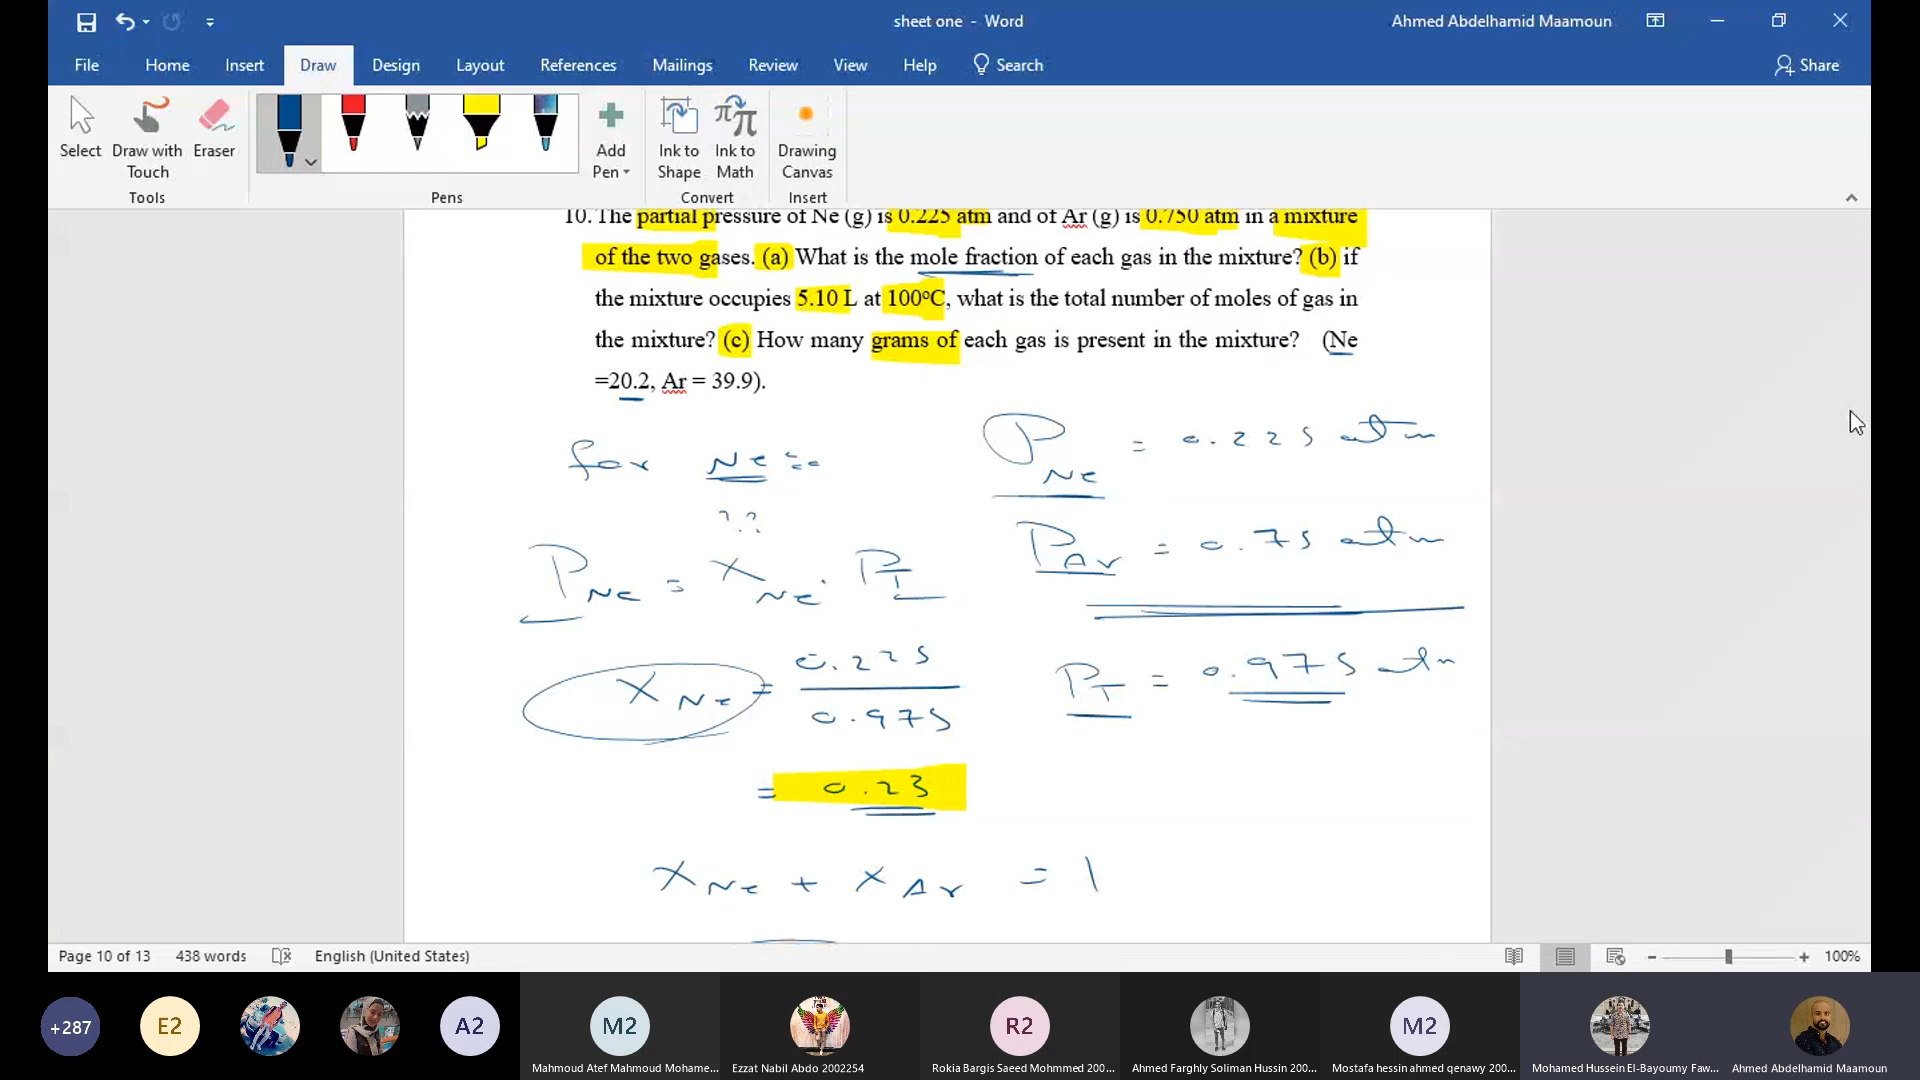 sheet one - Word
Ahmed Abdelhamid Maamoun
File Home Insert Draw Design Layout References Mailings Review View Help Search Share
Select Draw with Touch Eraser Add Pen Ink to Shape Ink to Math Drawing Canvas
Tools Pens Convert Insert
10. The partial pressure of Ne (g) is 0.225 atm and of Ar (g) is 0.750 atm in a mixture
of the two gases. (a) What is the mole fraction of each gas in the mixture? (b) if
the mixture occupies 5.10 L at 100°C, what is the total number of moles of gas in
the mixture? (c) How many grams of each gas is present in the mixture? (Ne
=20.2, Ar = 39.9).
for Ne :-
P Ne = 0.225 atm
??
P Ne = X Ne . P T
P Ar = 0.75 atm
X Ne = 0.225
0.975
P T = 0.975 atm
= 0.23
X Ne + X Ar = 1
Page 10 of 13 438 words English (United States) 100%
+287 E2 A2 M2 R2 M2
Mahmoud Atef Mahmoud Mohame... Ezzat Nabil Abdo 2002254 Rokia Bargis Saeed Mohmmed 200... Ahmed Farghly Soliman Hussin 200... Mostafa hessin ahmed qenawy 200... Mohamed Hussein El-Bayoumy Faw... Ahmed Abdelhamid Maamoun